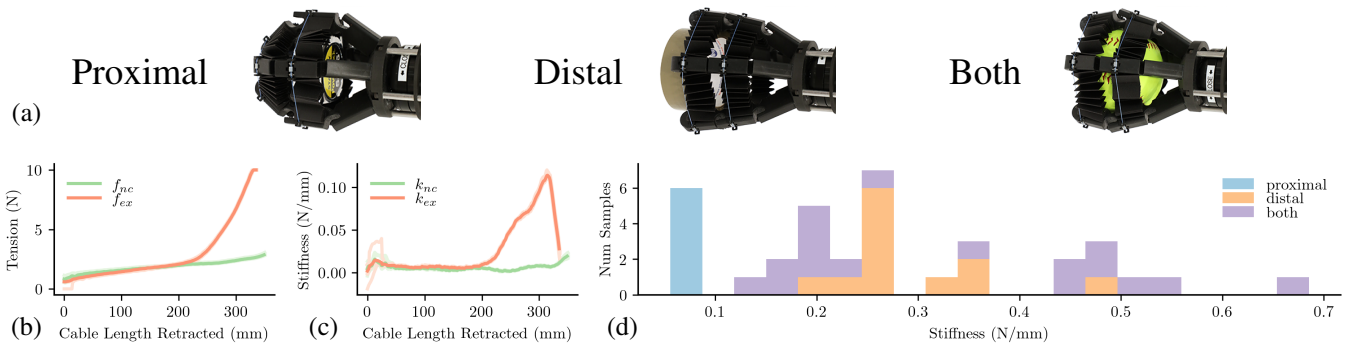 Proximal
Distal
Both
(a)
Tension (N)
10
5
0
f_nc
f_ex
0
100
200
300
Cable Length Retracted (mm)
(b)
Stiffness (N/mm)
0.10
0.05
0.00
k_nc
k_ex
0
100
200
300
Cable Length Retracted (mm)
(c)
Num Samples
6
4
2
0
proximal
distal
both
0.1
0.2
0.3
0.4
0.5
0.6
0.7
Stiffness (N/mm)
(d)